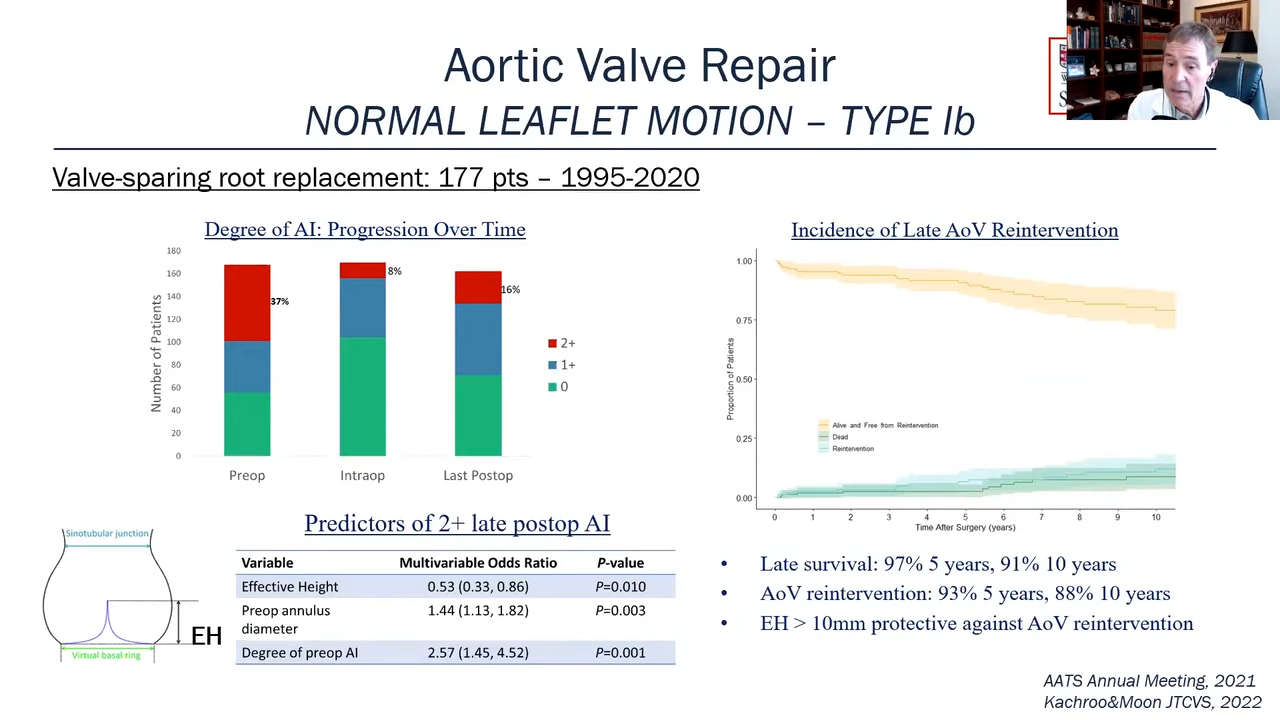 Aortic Valve Repair
NORMAL LEAFLET MOTION – TYPE Ib
Valve-sparing root replacement: 177 pts – 1995-2020
Degree of AI: Progression Over Time
Number of Patients
180
160
140
120
100
80
60
40
20
0
37%
8%
16%
Preop Intraop Last Postop
2+
1+
0
Incidence of Late AoV Reintervention
Proportion of Patients
1.00
0.75
0.50
0.25
0.00
Alive and Free from Reintervention
Dead
Reintervention
0 1 2 3 4 5 6 7 8 9 10
Time After Surgery (years)
Sinotubular junction
EH
Virtual basal ring
Predictors of 2+ late postop AI
Variable Multivariable Odds Ratio P-value
Effective Height 0.53 (0.33, 0.86) P=0.010
Preop annulus diameter 1.44 (1.13, 1.82) P=0.003
Degree of preop AI 2.57 (1.45, 4.52) P=0.001
• Late survival: 97% 5 years, 91% 10 years
• AoV reintervention: 93% 5 years, 88% 10 years
• EH > 10mm protective against AoV reintervention
AATS Annual Meeting, 2021
Kachroo&Moon JTCVS, 2022